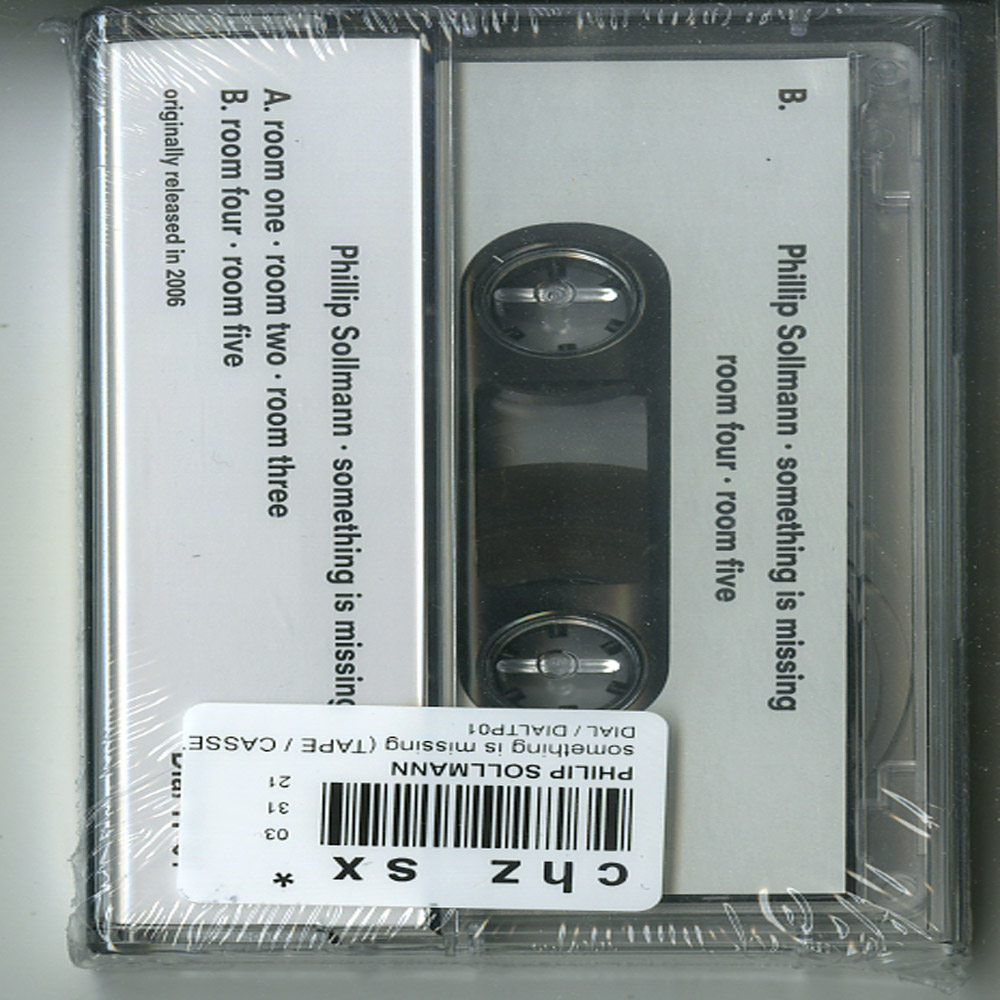 B.
Phillip Sollmann · something is missing
room four · room five
Phillip Sollmann · something is missing
A. room one · room two · room three
B. room four · room five
originally released in 2006
chz sx *
03
31
21
PHILIP SOLLMANN
something is missing (TAPE / CASSE
DIAL / DIALTP01